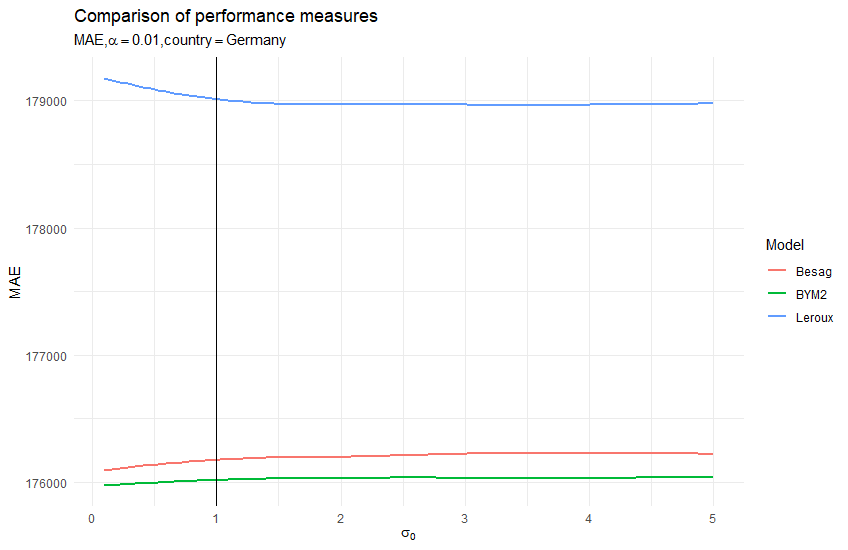 Comparison of performance measures
MAE,α = 0.01,country = Germany
179000
178000
177000
176000
MAE
0 1 2 3 4 5
σ₀
Model
Besag
BYM2
Leroux